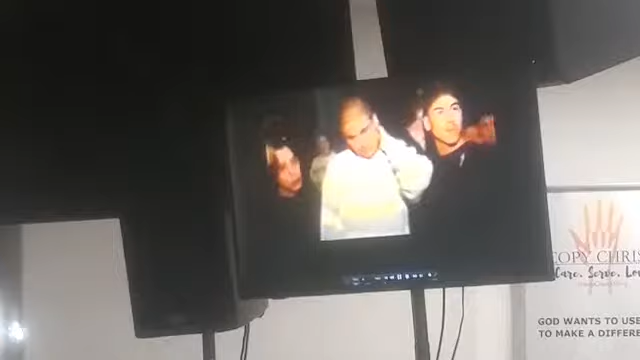 COPY CHRIS
Care. Serve. Lo
GOD WANTS TO USE
TO MAKE A DIFFERE